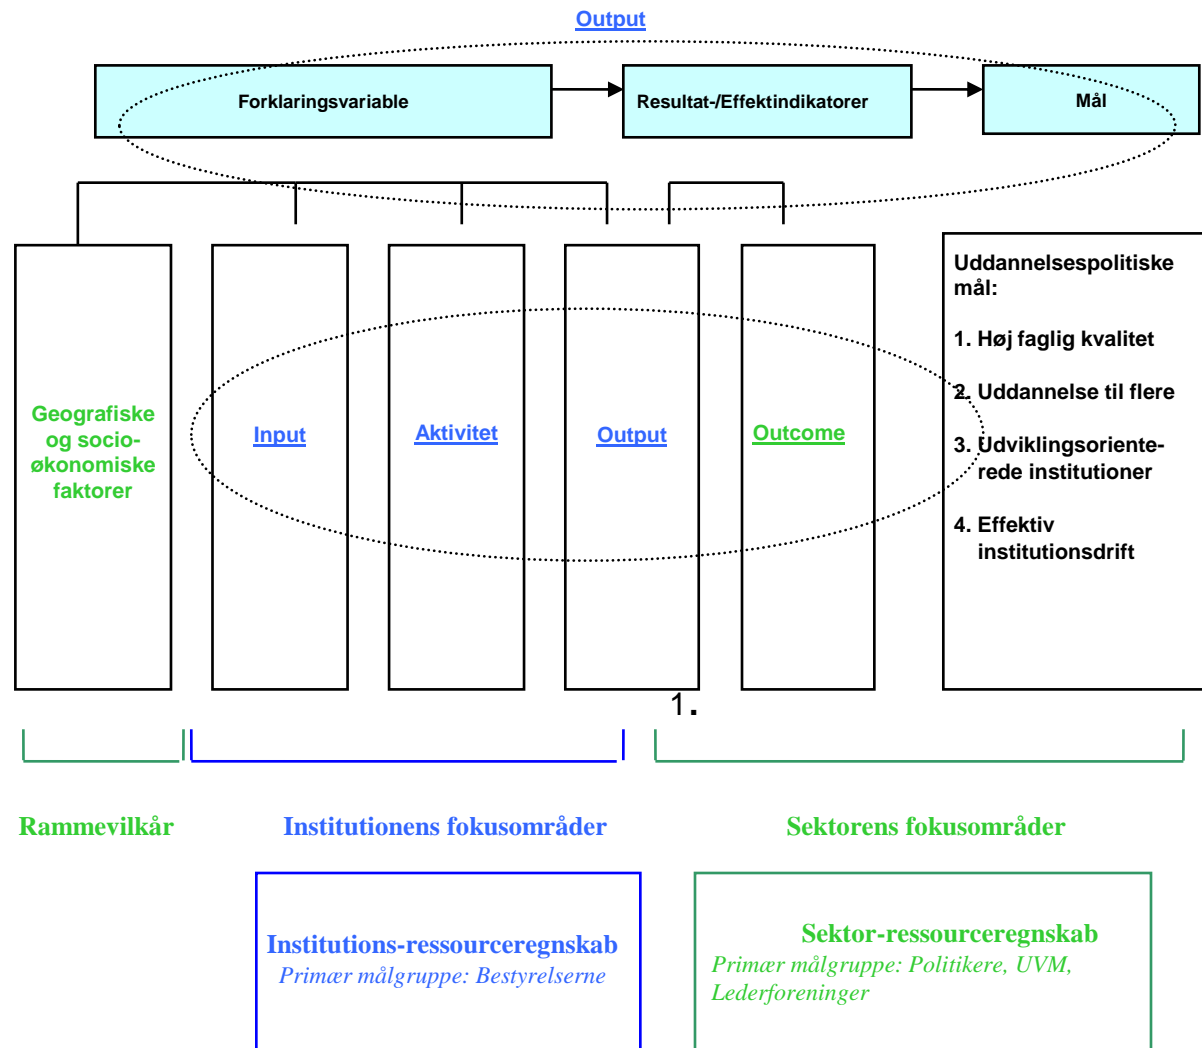 Output
Forklaringsvariable
Resultat-/Effektindikatorer
Mål
Geografiske
og socio-
økonomiske
faktorer
Input
Aktivitet
Output
Outcome
Uddannelsespolitiske
mål:
1. Høj faglig kvalitet
2. Uddannelse til flere
3. Udviklingsoriente-
rede institutioner
4. Effektiv
institutionsdrift
1.
Rammevilkår
Institutionens fokusområder
Sektorens fokusområder
Institutions-ressourceregnskab
Primær målgruppe: Bestyrelserne
Sektor-ressourceregnskab
Primær målgruppe: Politikere, UVM,
Lederforeninger